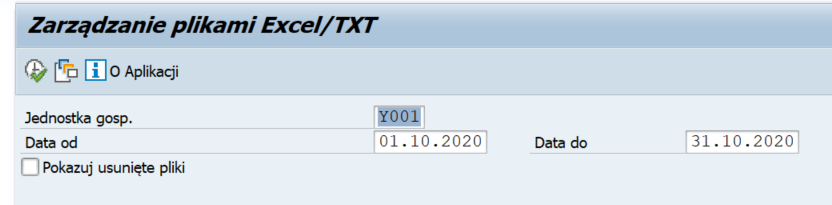 Zarządzanie plikami Excel/TXT
O Aplikacji
Jednostka gosp. Y001
Data od 01.10.2020 Data do 31.10.2020
Pokazuj usunięte pliki